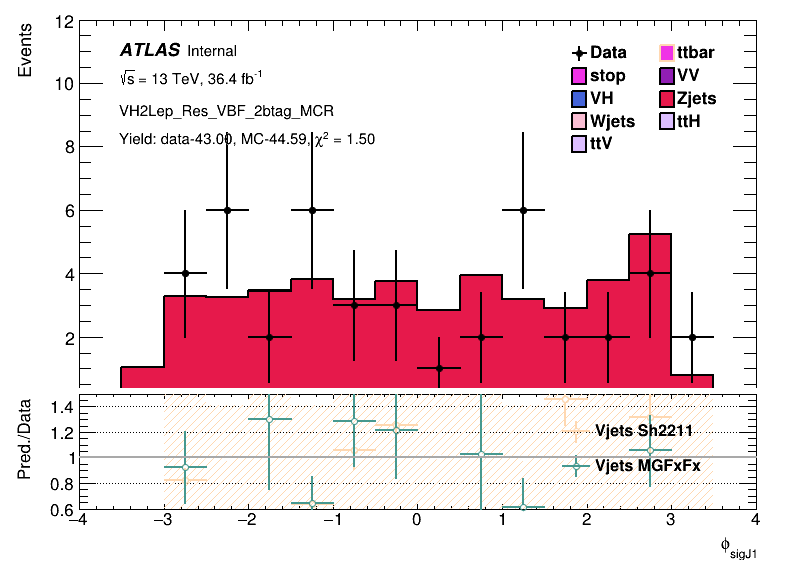 Events
12
10
8
6
4
2
ATLAS Internal
√s = 13 TeV, 36.4 fb⁻¹
VH2Lep_Res_VBF_2btag_MCR
Yield: data-43.00, MC-44.59, χ² = 1.50
Data
ttbar
stop
VV
VH
Zjets
Wjets
ttH
ttV
Pred./Data
1.4
1.2
1
0.8
0.6
Vjets Sh2211
Vjets MGFxFx
−4 −3 −2 −1 0 1 2 3 4
ϕ_sigJ1